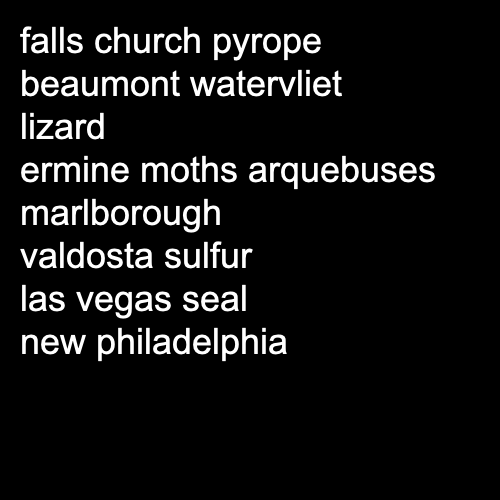 falls church pyrope
beaumont watervliet
lizard
ermine moths arquebuses
marlborough
valdosta sulfur
las vegas seal
new philadelphia